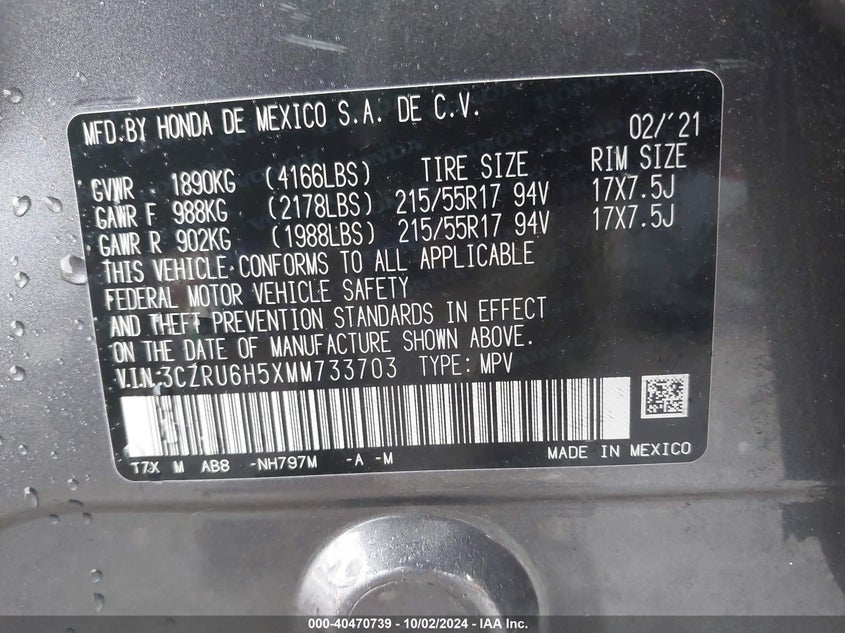 MFD. BY HONDA DE MEXICO S.A. DE C.V. 02/'21
GVWR 1890KG (4166LBS) TIRE SIZE RIM SIZE
GAWR F 988KG (2178LBS) 215/55R17 94V 17X7.5J
GAWR R 902KG (1988LBS) 215/55R17 94V 17X7.5J
THIS VEHICLE CONFORMS TO ALL APPLICABLE
FEDERAL MOTOR VEHICLE SAFETY
AND THEFT PREVENTION STANDARDS IN EFFECT
ON THE DATE OF MANUFACTURE SHOWN ABOVE.
V.I.N. 3CZRU6H5XMM733703 TYPE: MPV
T7X M AB8 -NH797M -A -M MADE IN MEXICO
000-40470739 - 10/02/2024 - IAA Inc.